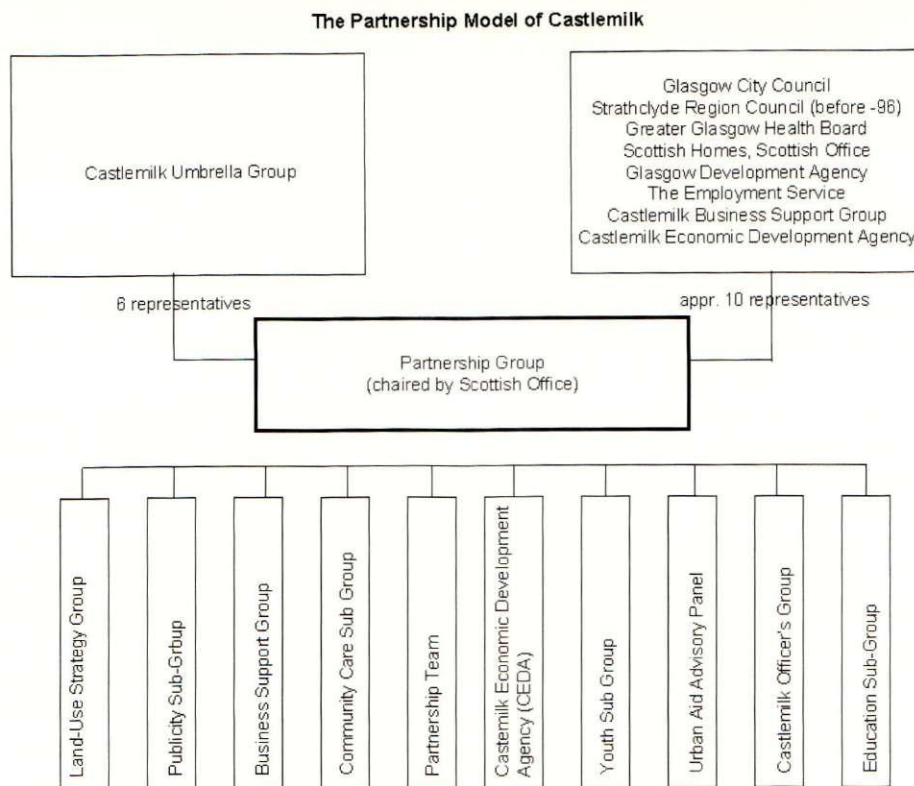 The Partnership Model of Castlemilk
Castlemilk Umbrella Group
Glasgow City Council
Strathclyde Region Council (before -96)
Greater Glasgow Health Board
Scottish Homes, Scottish Office
Glasgow Development Agency
The Employment Service
Castlemilk Business Support Group
Castlemilk Economic Development Agency
6 representatives
appr. 10 representatives
Partnership Group
(chaired by Scottish Office)
Land-Use Strategy Group
Publicity Sub-Grbup
Business Support Group
Community Care Sub Group
Partnership Team
Castemilk Economic Development
Agency (CEDA)
Youth Sub Group
Urban Aid Advisory Panel
Castlemilk Officer's Group
Education Sub-Group